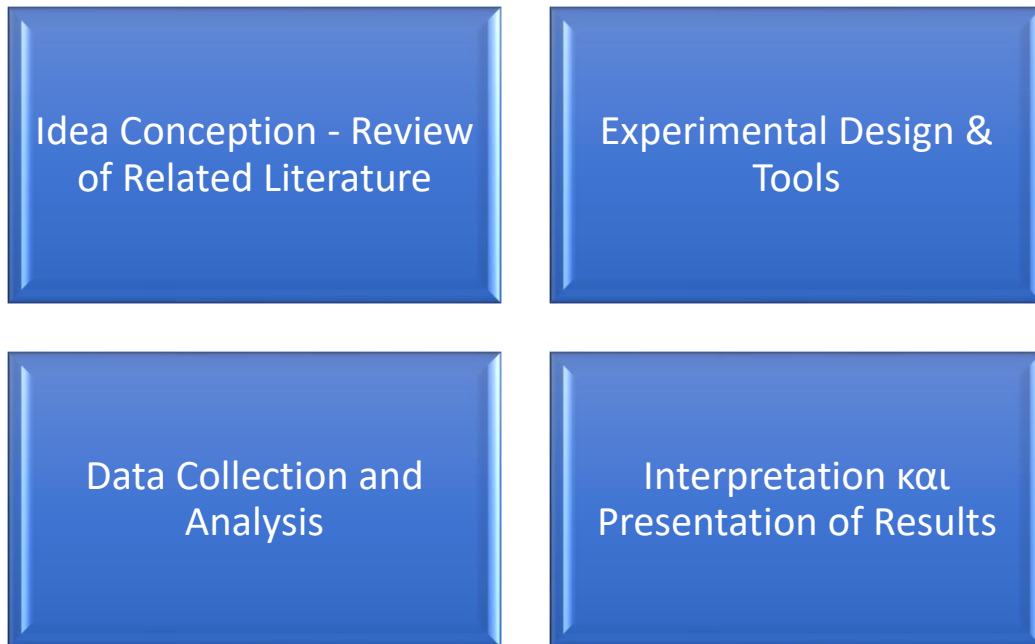 Idea Conception - Review
of Related Literature
Experimental Design &
Tools
Data Collection and
Analysis
Interpretation και
Presentation of Results